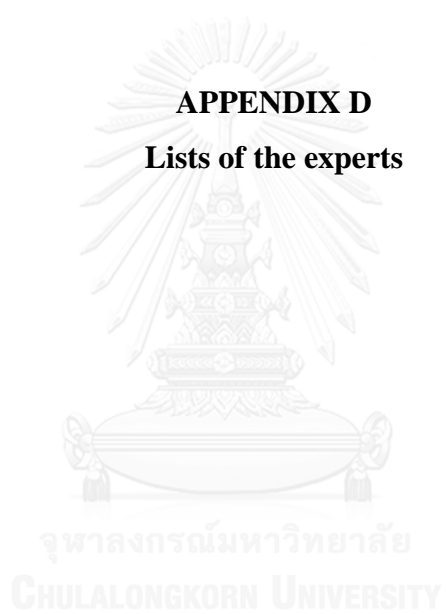 APPENDIX D
Lists of the experts
จุฬาลงกรณ์มหาวิทยาลัย
CHULALONGKORN UNIVERSITY